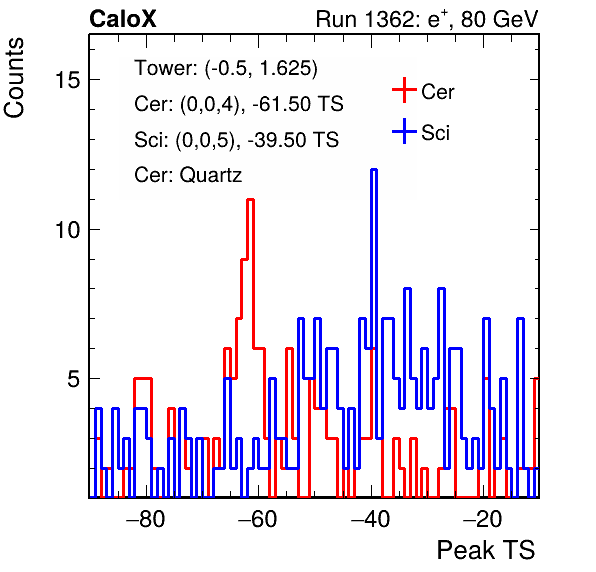 CaloX Run 1362: e⁺, 80 GeV
Counts
Tower: (-0.5, 1.625)
Cer: (0,0,4), -61.50 TS
Sci: (0,0,5), -39.50 TS
Cer: Quartz
Cer
Sci
15
10
5
−80 −60 −40 −20
Peak TS